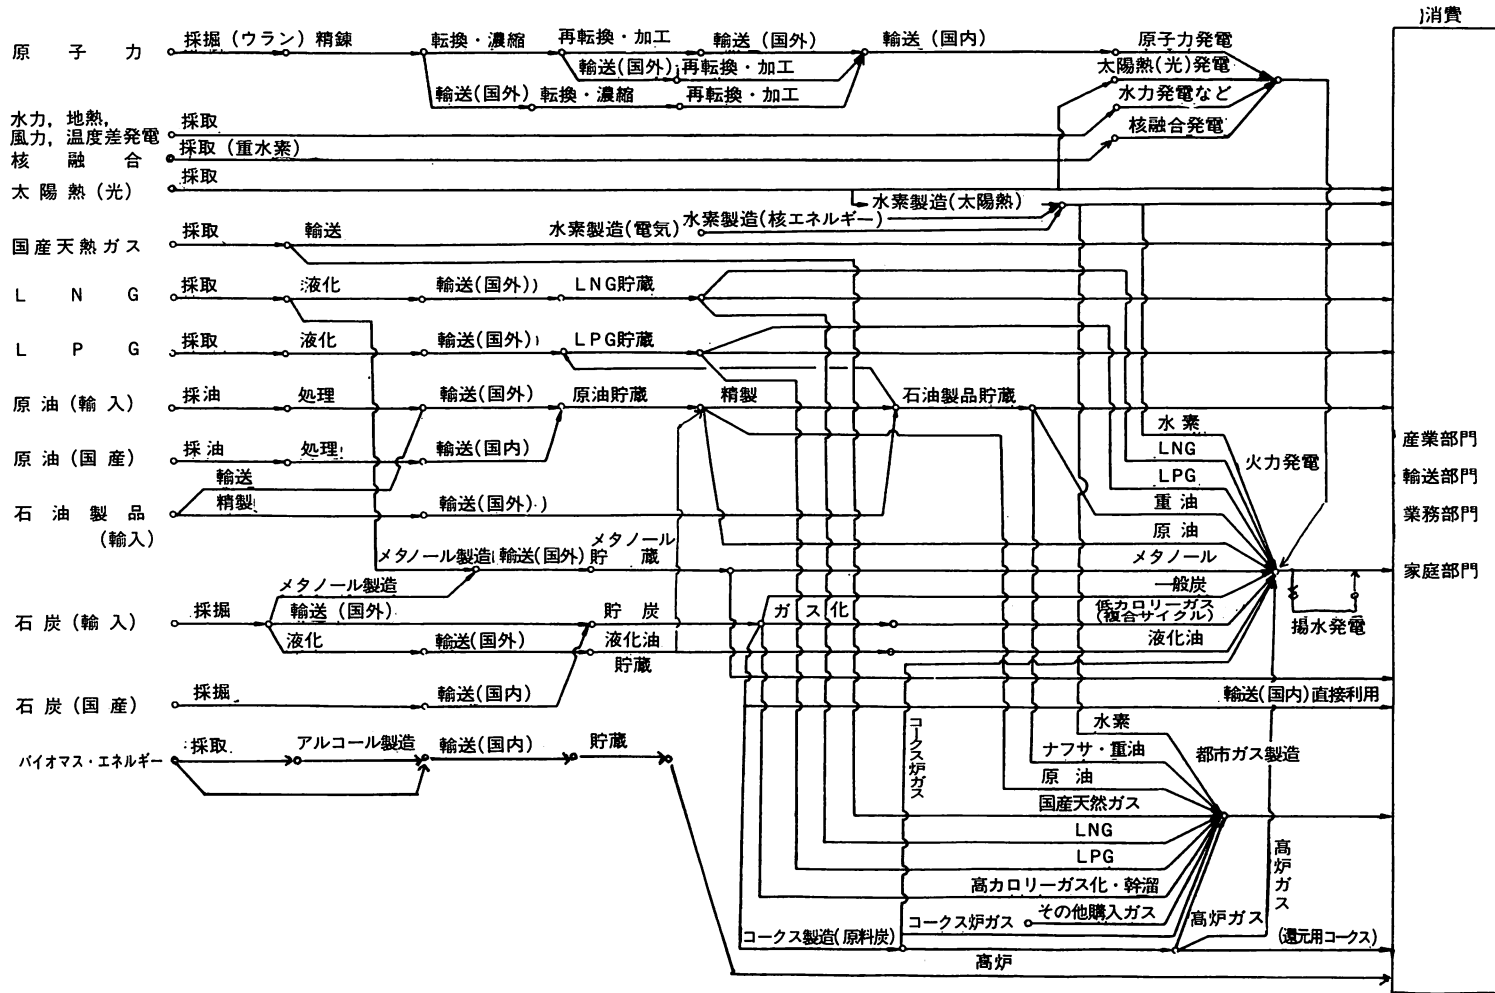 消費
原子力
採掘(ウラン)精錬
転換・濃縮
再転換・加工
輸送(国外)
輸送(国内)
原子力発電
輸送(国外)
再転換・加工
太陽熱(光)発電
輸送(国外)
転換・濃縮
再転換・加工
水力発電など
水力,地熱,
風力,温度差発電
採取
核融合発電
核融合
採取(重水素)
太陽熱(光)
採取
水素製造(太陽熱)
水素製造(核エネルギー)
水素製造(電気)
国産天熱ガス
採取
輸送
LNG
採取
液化
輸送(国外)
LNG貯蔵
LPG
採取
液化
輸送(国外)
LPG貯蔵
原油(輸入)
採油
処理
輸送(国外)
原油貯蔵
精製
石油製品貯蔵
水素
原油(国産)
採油
処理
輸送(国内)
LNG
火力発電
産業部門
輸送
LPG
輸送部門
石油製品
(輸入)
精製
輸送(国外)
重油
業務部門
原油
メタノール製造
輸送(国外)
メタノール
貯蔵
メタノール
家庭部門
メタノール製造
一般炭
石炭(輸入)
採掘
輸送(国外)
貯炭
ガス化
低カロリーガス
(複合サイクル)
揚水発電
液化
輸送(国外)
液化油
貯蔵
液化油
石炭(国産)
採掘
輸送(国内)
輸送(国内)直接利用
コークス炉ガス
水素
バイオマス・エネルギー
採取
アルコール製造
輸送(国内)
貯蔵
ナフサ・重油
都市ガス製造
原油
国産天然ガス
LNG
LPG
高炉ガス
高カロリーガス化・幹溜
その他購入ガス
コークス炉ガス
高炉ガス
コークス製造(原料炭)
(還元用コークス)
高炉